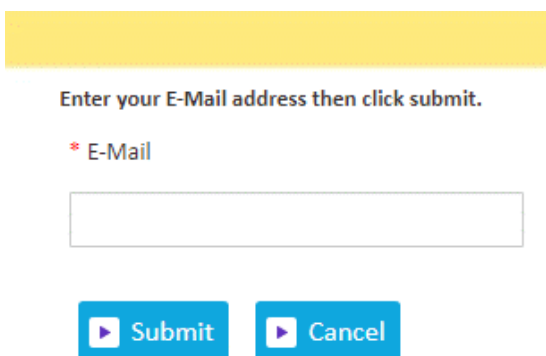 Enter your E-Mail address then click submit.
* E-Mail
Submit Cancel